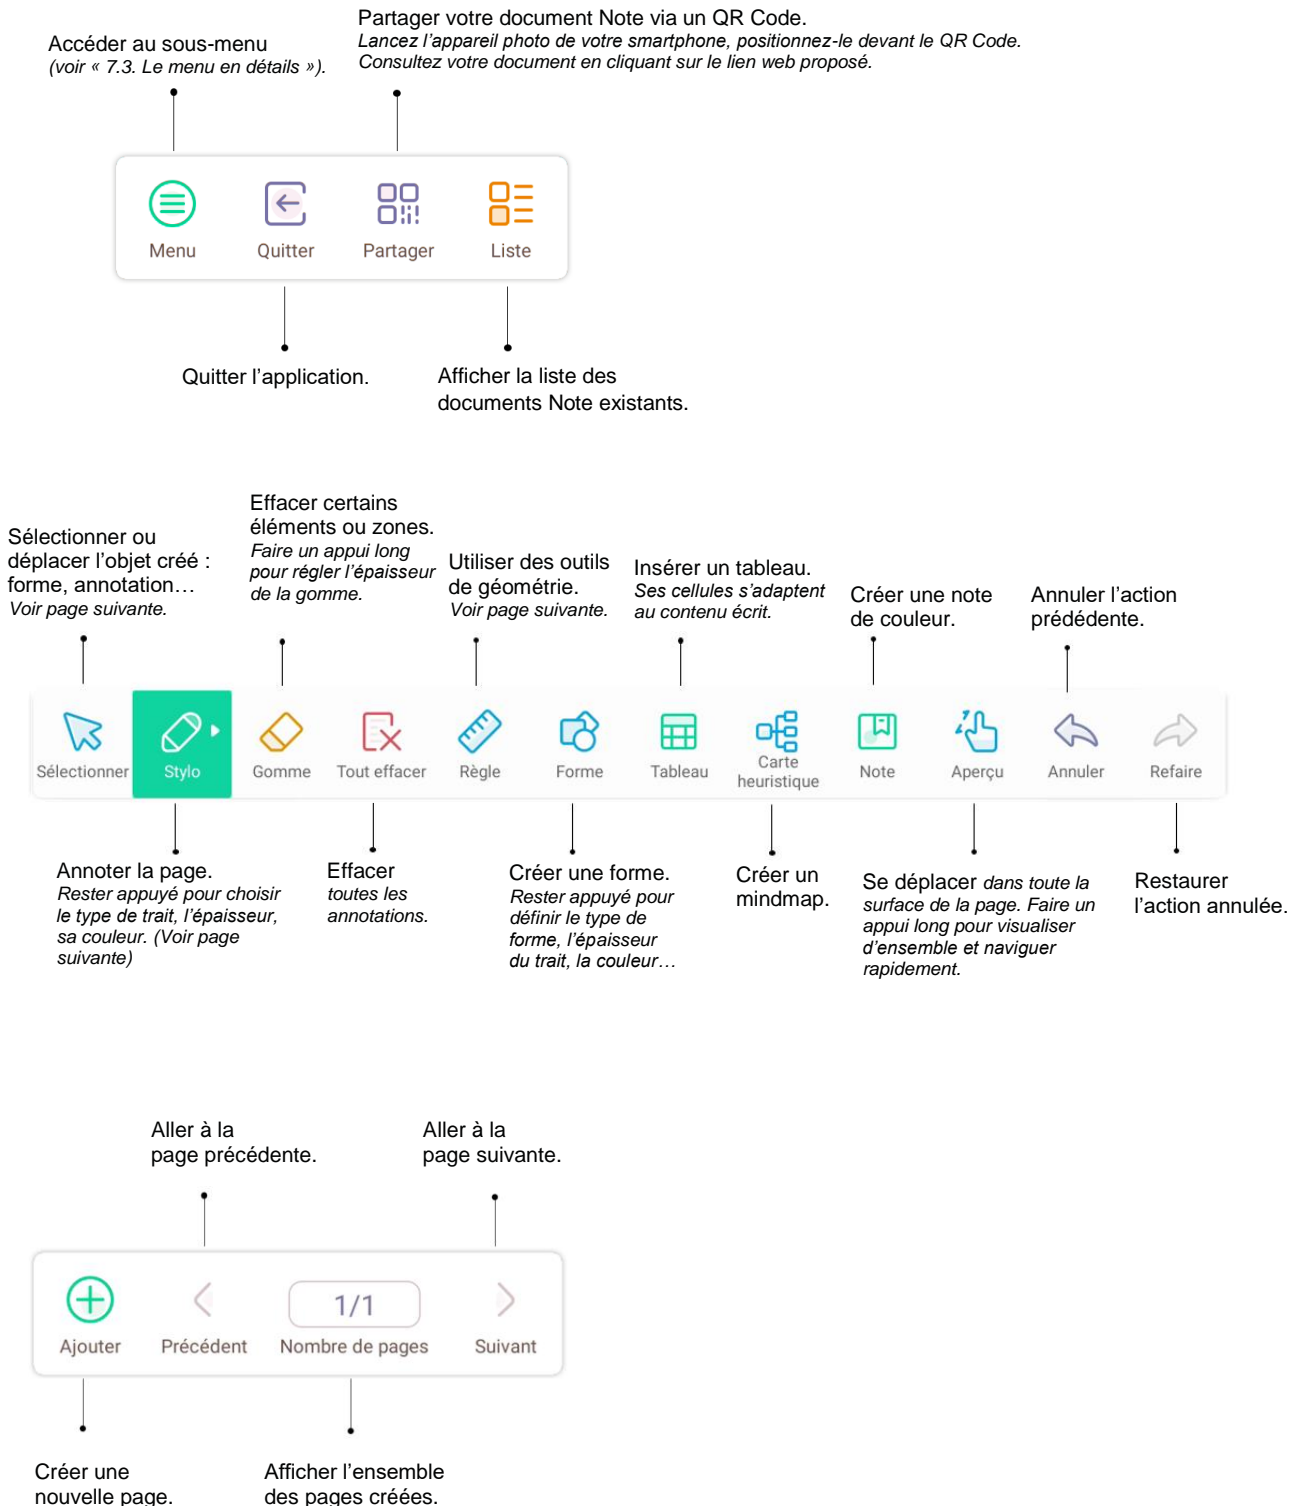 Partager votre document Note via un QR Code.
Lancez l’appareil photo de votre smartphone, positionnez-le devant le QR Code.
Consultez votre document en cliquant sur le lien web proposé.
Accéder au sous-menu
(voir « 7.3. Le menu en détails »).
Menu
Quitter
Partager
Liste
Quitter l’application.
Afficher la liste des
documents Note existants.
Sélectionner ou
déplacer l’objet créé :
forme, annotation…
Voir page suivante.
Effacer certains
éléments ou zones.
Faire un appui long
pour régler l’épaisseur
de la gomme.
Utiliser des outils
de géométrie.
Voir page suivante.
Insérer un tableau.
Ses cellules s’adaptent
au contenu écrit.
Créer une note
de couleur.
Annuler l’action
prédédente.
Sélectionner
Stylo
Gomme
Tout effacer
Règle
Forme
Tableau
Carte
heuristique
Note
Aperçu
Annuler
Refaire
Annoter la page.
Rester appuyé pour choisir
le type de trait, l’épaisseur,
sa couleur. (Voir page
suivante)
Effacer
toutes les
annotations.
Créer une forme.
Rester appuyé pour
définir le type de
forme, l’épaisseur
du trait, la couleur…
Créer un
mindmap.
Se déplacer dans toute la
surface de la page. Faire un
appui long pour visualiser
d’ensemble et naviguer
rapidement.
Restaurer
l’action annulée.
Aller à la
page précédente.
Aller à la
page suivante.
Ajouter
Précédent
1/1
Nombre de pages
Suivant
Créer une
nouvelle page.
Afficher l’ensemble
des pages créées.